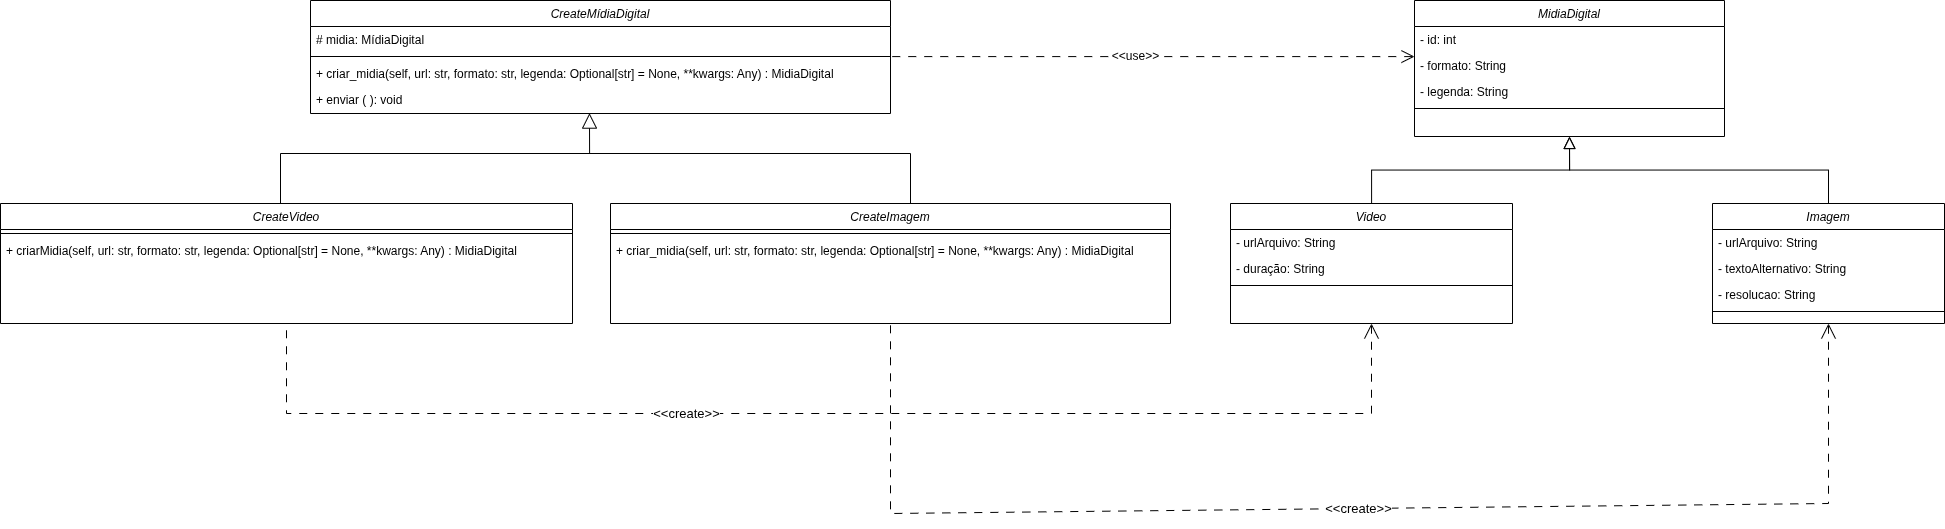 CreateMídiaDigital
# midia: MídiaDigital
+ criar_midia(self, url: str, formato: str, legenda: Optional[str] = None, **kwargs: Any) : MidiaDigital
+ enviar ( ): void
<<use>>
MidiaDigital
- id: int
- formato: String
- legenda: String
CreateVideo
+ criarMidia(self, url: str, formato: str, legenda: Optional[str] = None, **kwargs: Any) : MidiaDigital
CreateImagem
+ criar_midia(self, url: str, formato: str, legenda: Optional[str] = None, **kwargs: Any) : MidiaDigital
Video
- urlArquivo: String
- duração: String
Imagem
- urlArquivo: String
- textoAlternativo: String
- resolucao: String
<<create>>
<<create>>